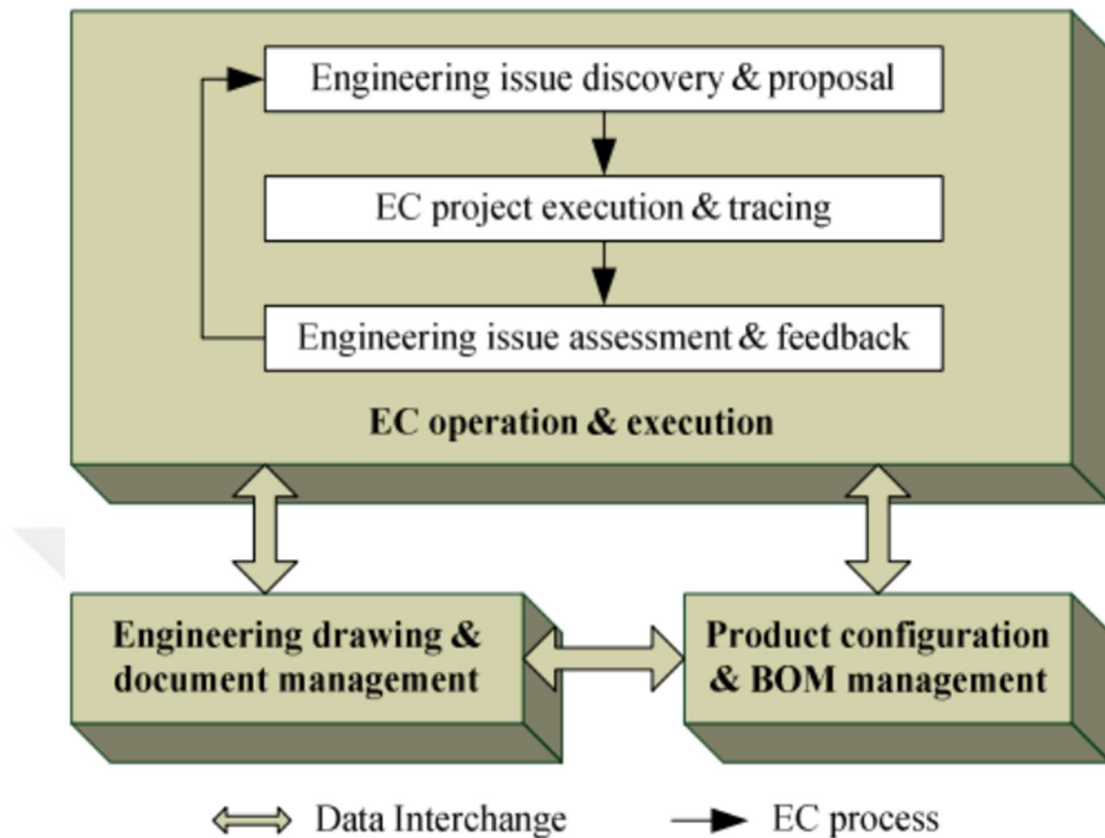 Engineering issue discovery & proposal
EC project execution & tracing
Engineering issue assessment & feedback
EC operation & execution
Engineering drawing &
document management
Product configuration
& BOM management
Data Interchange
EC process